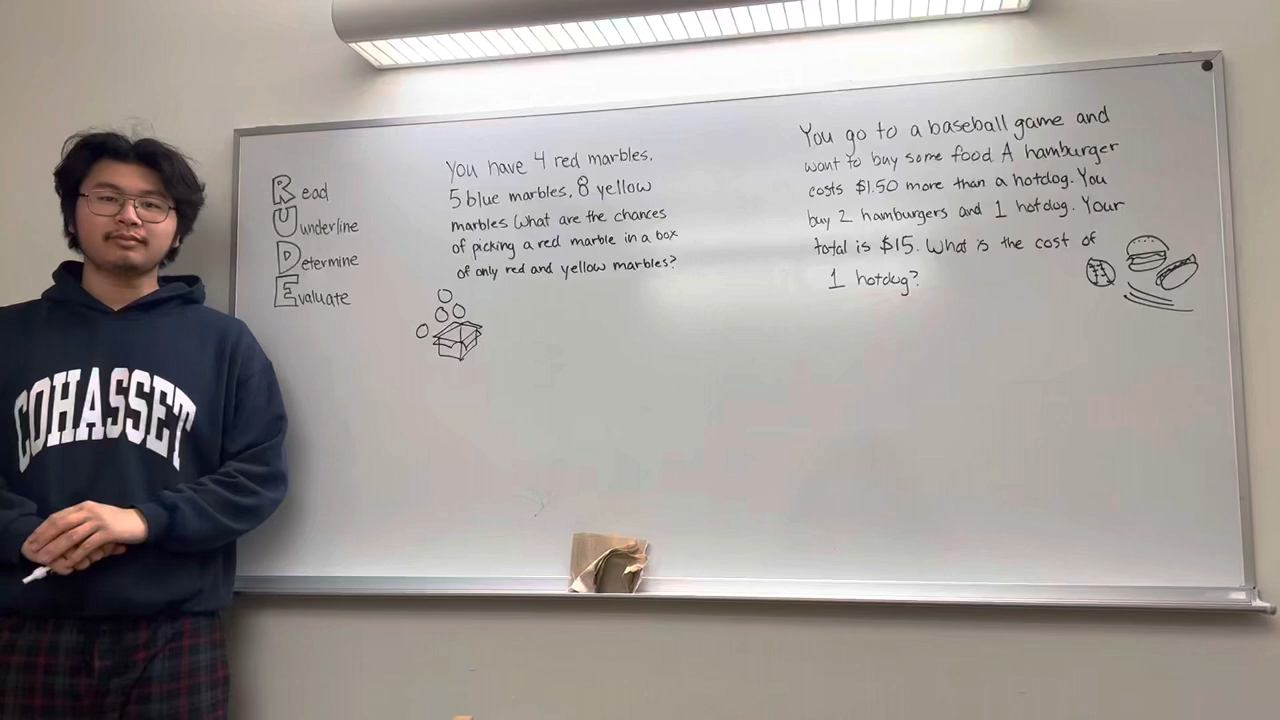 COHASSET
Read
Uunderline
Determine
Evaluate
You have 4 red marbles,
5 blue marbles, 8 yellow
marbles What are the chances
of picking a red marble in a box
of only red and yellow marbles?
You go to a baseball game and
want to buy some food A hamburger
costs $1.50 more than a hotdog. You
buy 2 hamburgers and 1 hotdog. Your
total is $15. What is the cost of
1 hotdog?